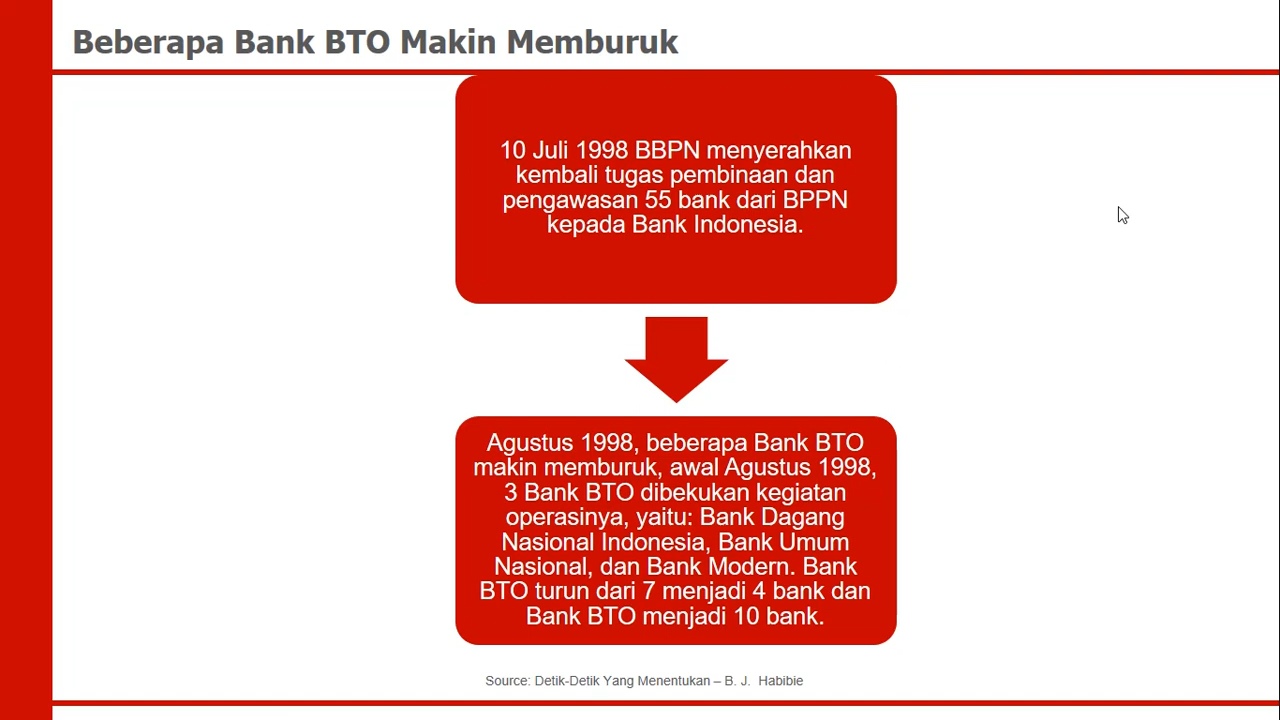 Beberapa Bank BTO Makin Memburuk
10 Juli 1998 BBPN menyerahkan
kembali tugas pembinaan dan
pengawasan 55 bank dari BPPN
kepada Bank Indonesia.
Agustus 1998, beberapa Bank BTO
makin memburuk, awal Agustus 1998,
3 Bank BTO dibekukan kegiatan
operasinya, yaitu: Bank Dagang
Nasional Indonesia, Bank Umum
Nasional, dan Bank Modern. Bank
BTO turun dari 7 menjadi 4 bank dan
Bank BTO menjadi 10 bank.
Source: Detik-Detik Yang Menentukan – B. J. Habibie